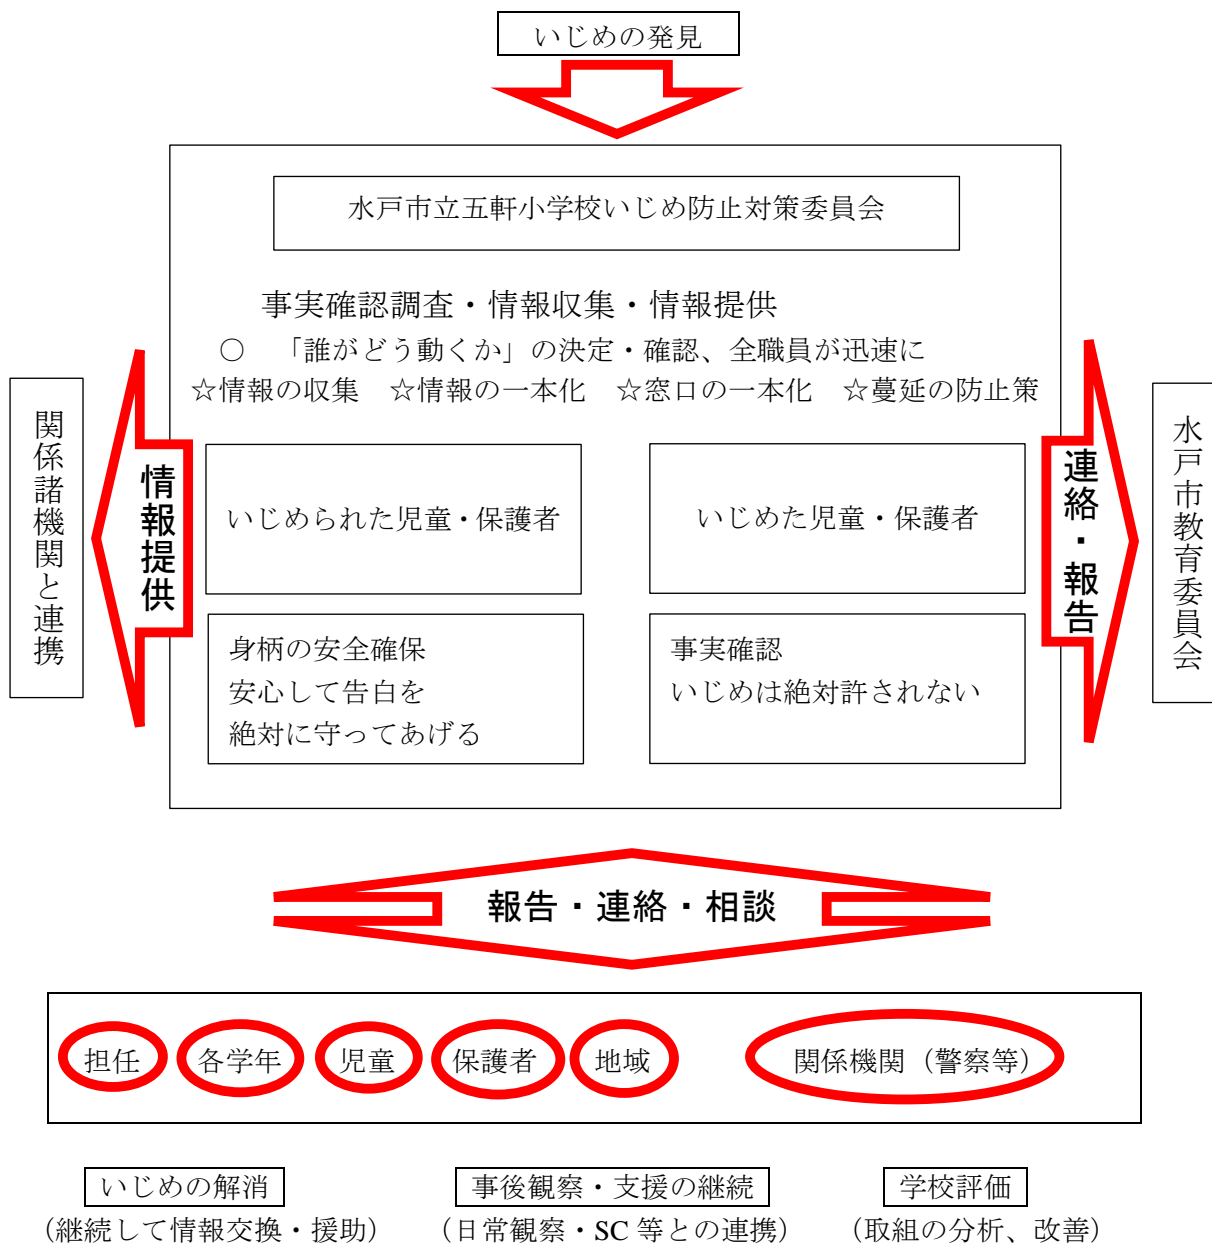 いじめの発見
水戸市立五軒小学校いじめ防止対策委員会
事実確認調査・情報収集・情報提供
○　「誰がどう動くか」の決定・確認、全職員が迅速に
☆情報の収集　☆情報の一本化　☆窓口の一本化　☆蔓延の防止策
関係諸機関と連携
情報提供
いじめられた児童・保護者
いじめた児童・保護者
連絡・報告
水戸市教育委員会
身柄の安全確保
安心して告白を
絶対に守ってあげる
事実確認
いじめは絶対許されない
報告・連絡・相談
担任
各学年
児童
保護者
地域
関係機関（警察等）
いじめの解消
（継続して情報交換・援助）
事後観察・支援の継続
（日常観察・SC 等との連携）
学校評価
（取組の分析、改善）